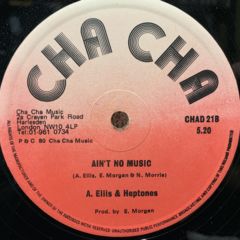 CHA CHA
Cha Cha Music
2a Craven Park Road
Harlesden
London NW10 4LP
Tel: 01-961 0734
P & C 80 Cha Cha Music
CHAD 21B
5.20
AIN'T NO MUSIC
(A. Ellis, E. Morgan & N. Morris)
A. Ellis & Heptones
Prod. by E. Morgan